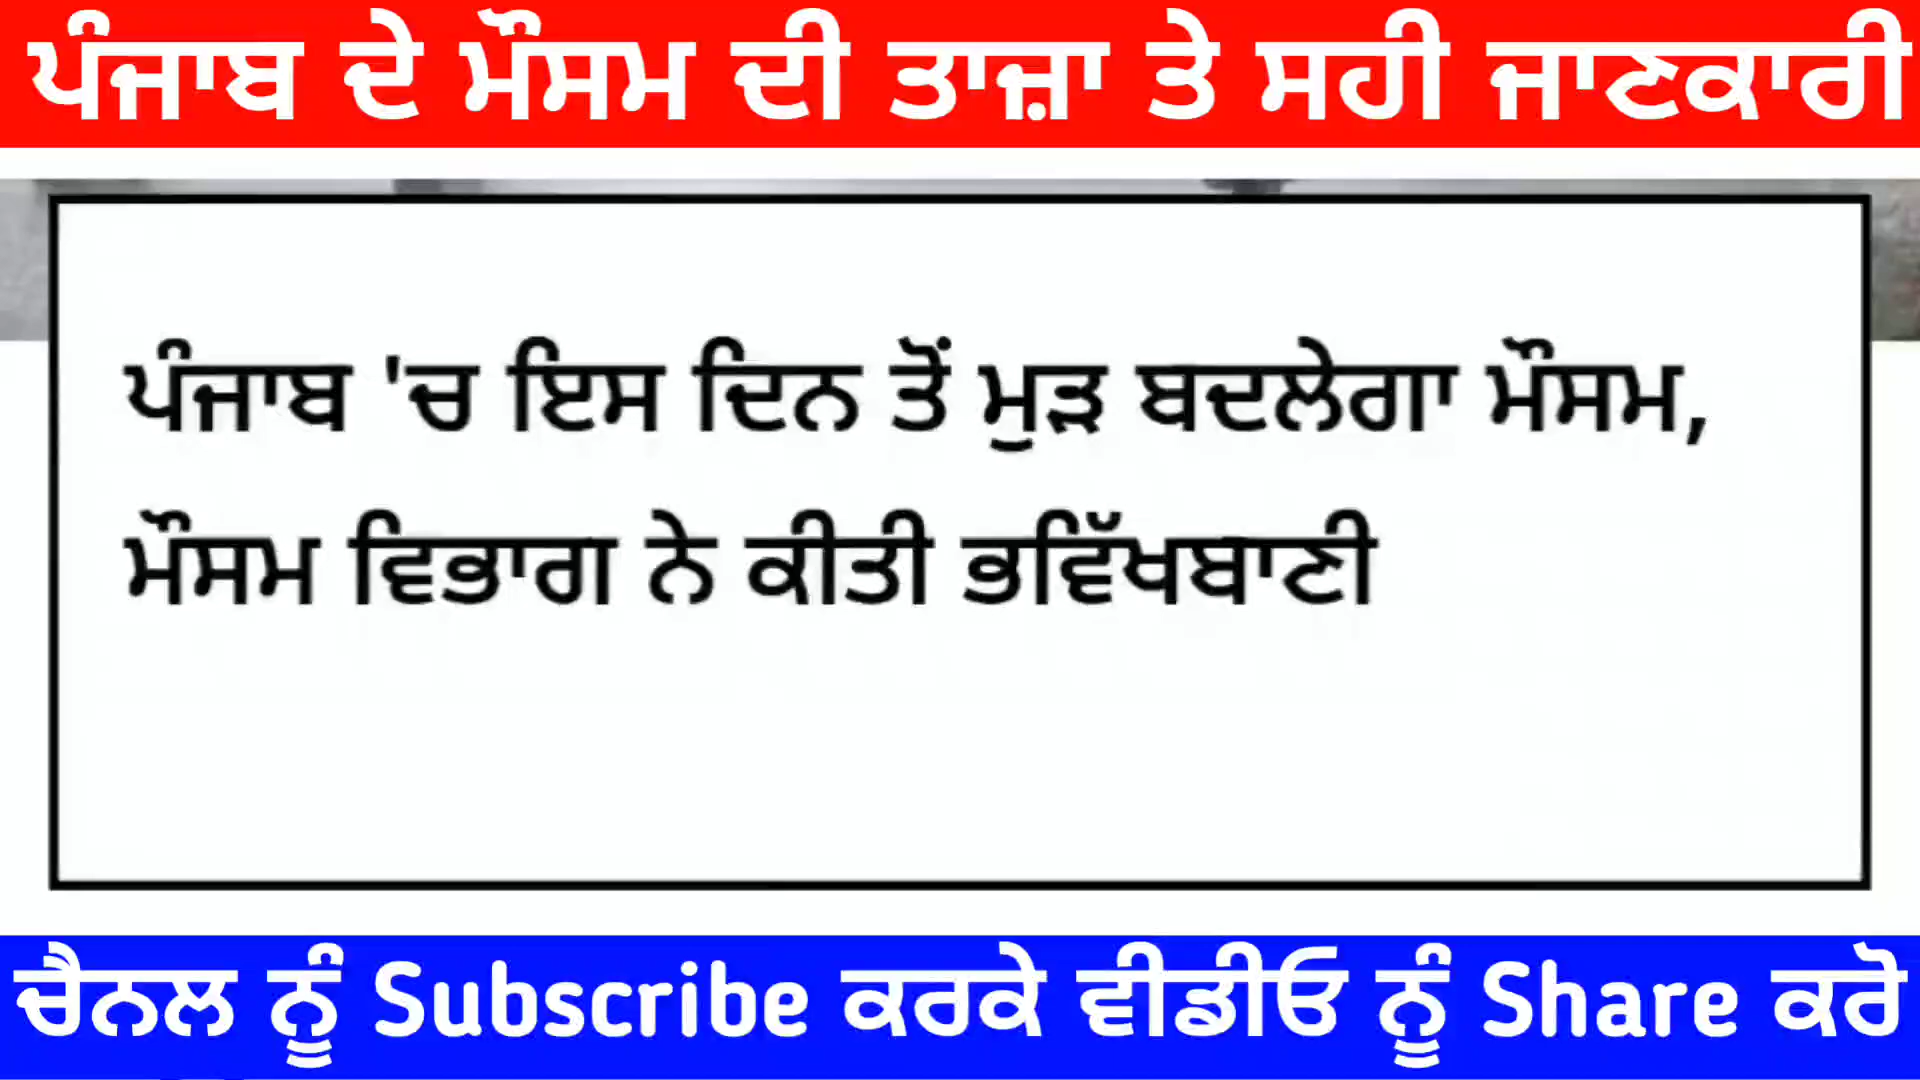 ਪੰਜਾਬ ਦੇ ਮੌਸਮ ਦੀ ਤਾਜ਼ਾ ਤੇ ਸਹੀ ਜਾਣਕਾਰੀ
ਪੰਜਾਬ 'ਚ ਇਸ ਦਿਨ ਤੋਂ ਮੁੜ ਬਦਲੇਗਾ ਮੌਸਮ,
ਮੌਸਮ ਵਿਭਾਗ ਨੇ ਕੀਤੀ ਭਵਿੱਖਬਾਣੀ
ਚੈਨਲ ਨੂੰ Subscribe ਕਰਕੇ ਵੀਡੀਓ ਨੂੰ Share ਕਰੋ